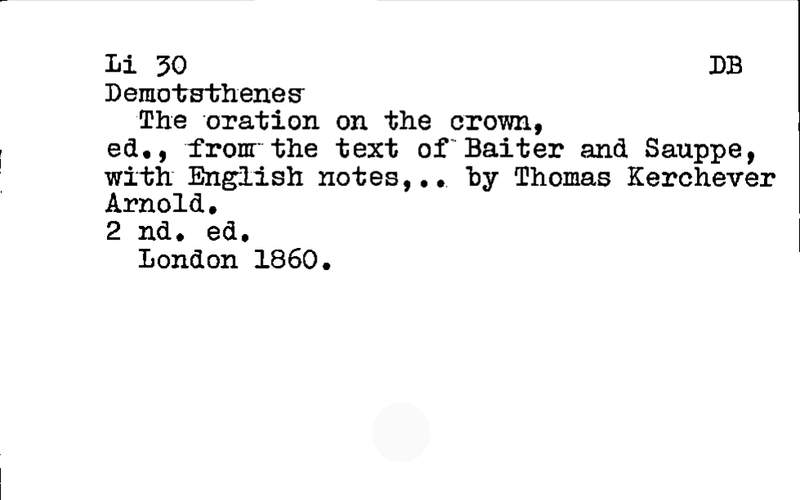 Li 30 DB
Demotsthenes
The oration on the crown,
ed., from the text of Baiter and Sauppe,
with English notes,.. by Thomas Kerchever
Arnold.
2 nd. ed.
London 1860.